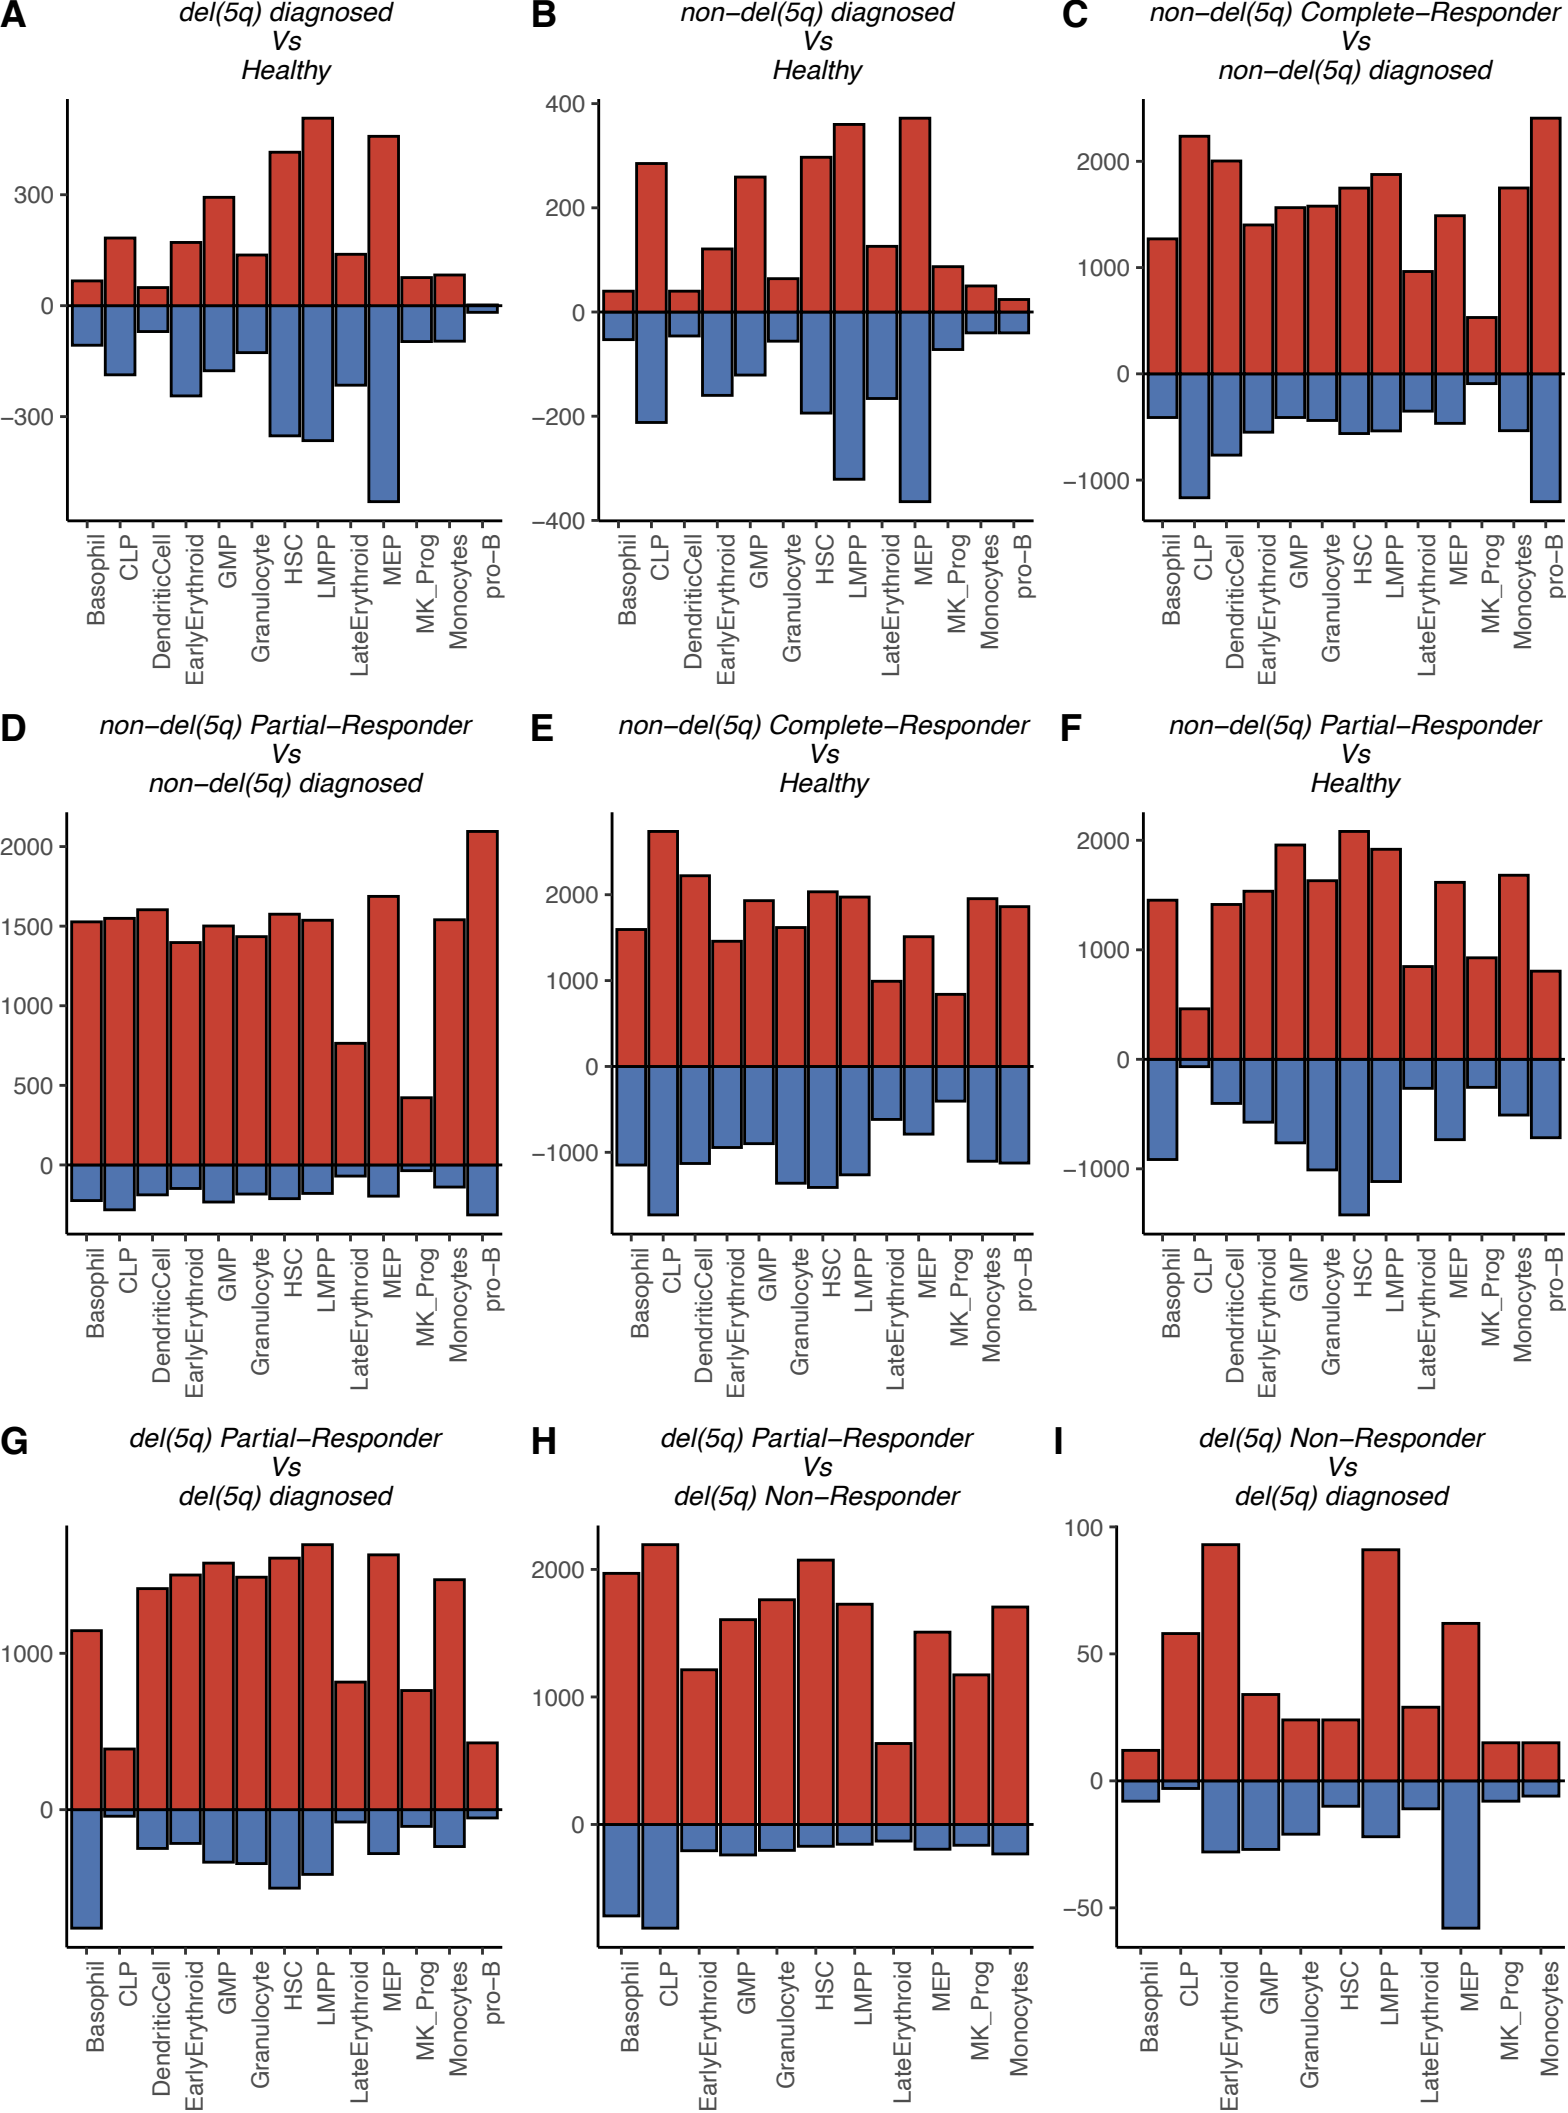 A
del(5q) diagnosed
Vs
Healthy
300
0
−300
Basophil
CLP
DendriticCell
EarlyErythroid
GMP
Granulocyte
HSC
LMPP
LateErythroid
MEP
MK_Prog
Monocytes
pro−B
B
non−del(5q) diagnosed
Vs
Healthy
400
200
0
−200
−400
Basophil
CLP
DendriticCell
EarlyErythroid
GMP
Granulocyte
HSC
LMPP
LateErythroid
MEP
MK_Prog
Monocytes
pro−B
C
non−del(5q) Complete−Responder
Vs
non−del(5q) diagnosed
2000
1000
0
−1000
Basophil
CLP
DendriticCell
EarlyErythroid
GMP
Granulocyte
HSC
LMPP
LateErythroid
MEP
MK_Prog
Monocytes
pro−B
D
non−del(5q) Partial−Responder
Vs
non−del(5q) diagnosed
2000
1500
1000
500
0
Basophil
CLP
DendriticCell
EarlyErythroid
GMP
Granulocyte
HSC
LMPP
LateErythroid
MEP
MK_Prog
Monocytes
pro−B
E
non−del(5q) Complete−Responder
Vs
Healthy
2000
1000
0
−1000
Basophil
CLP
DendriticCell
EarlyErythroid
GMP
Granulocyte
HSC
LMPP
LateErythroid
MEP
MK_Prog
Monocytes
pro−B
F
non−del(5q) Partial−Responder
Vs
Healthy
2000
1000
0
−1000
Basophil
CLP
DendriticCell
EarlyErythroid
GMP
Granulocyte
HSC
LMPP
LateErythroid
MEP
MK_Prog
Monocytes
pro−B
G
del(5q) Partial−Responder
Vs
del(5q) diagnosed
1000
0
Basophil
CLP
DendriticCell
EarlyErythroid
GMP
Granulocyte
HSC
LMPP
LateErythroid
MEP
MK_Prog
Monocytes
pro−B
H
del(5q) Partial−Responder
Vs
del(5q) Non−Responder
2000
1000
0
Basophil
CLP
EarlyErythroid
GMP
Granulocyte
HSC
LMPP
LateErythroid
MEP
MK_Prog
Monocytes
I
del(5q) Non−Responder
Vs
del(5q) diagnosed
100
50
0
−50
Basophil
CLP
EarlyErythroid
GMP
Granulocyte
HSC
LMPP
LateErythroid
MEP
MK_Prog
Monocytes